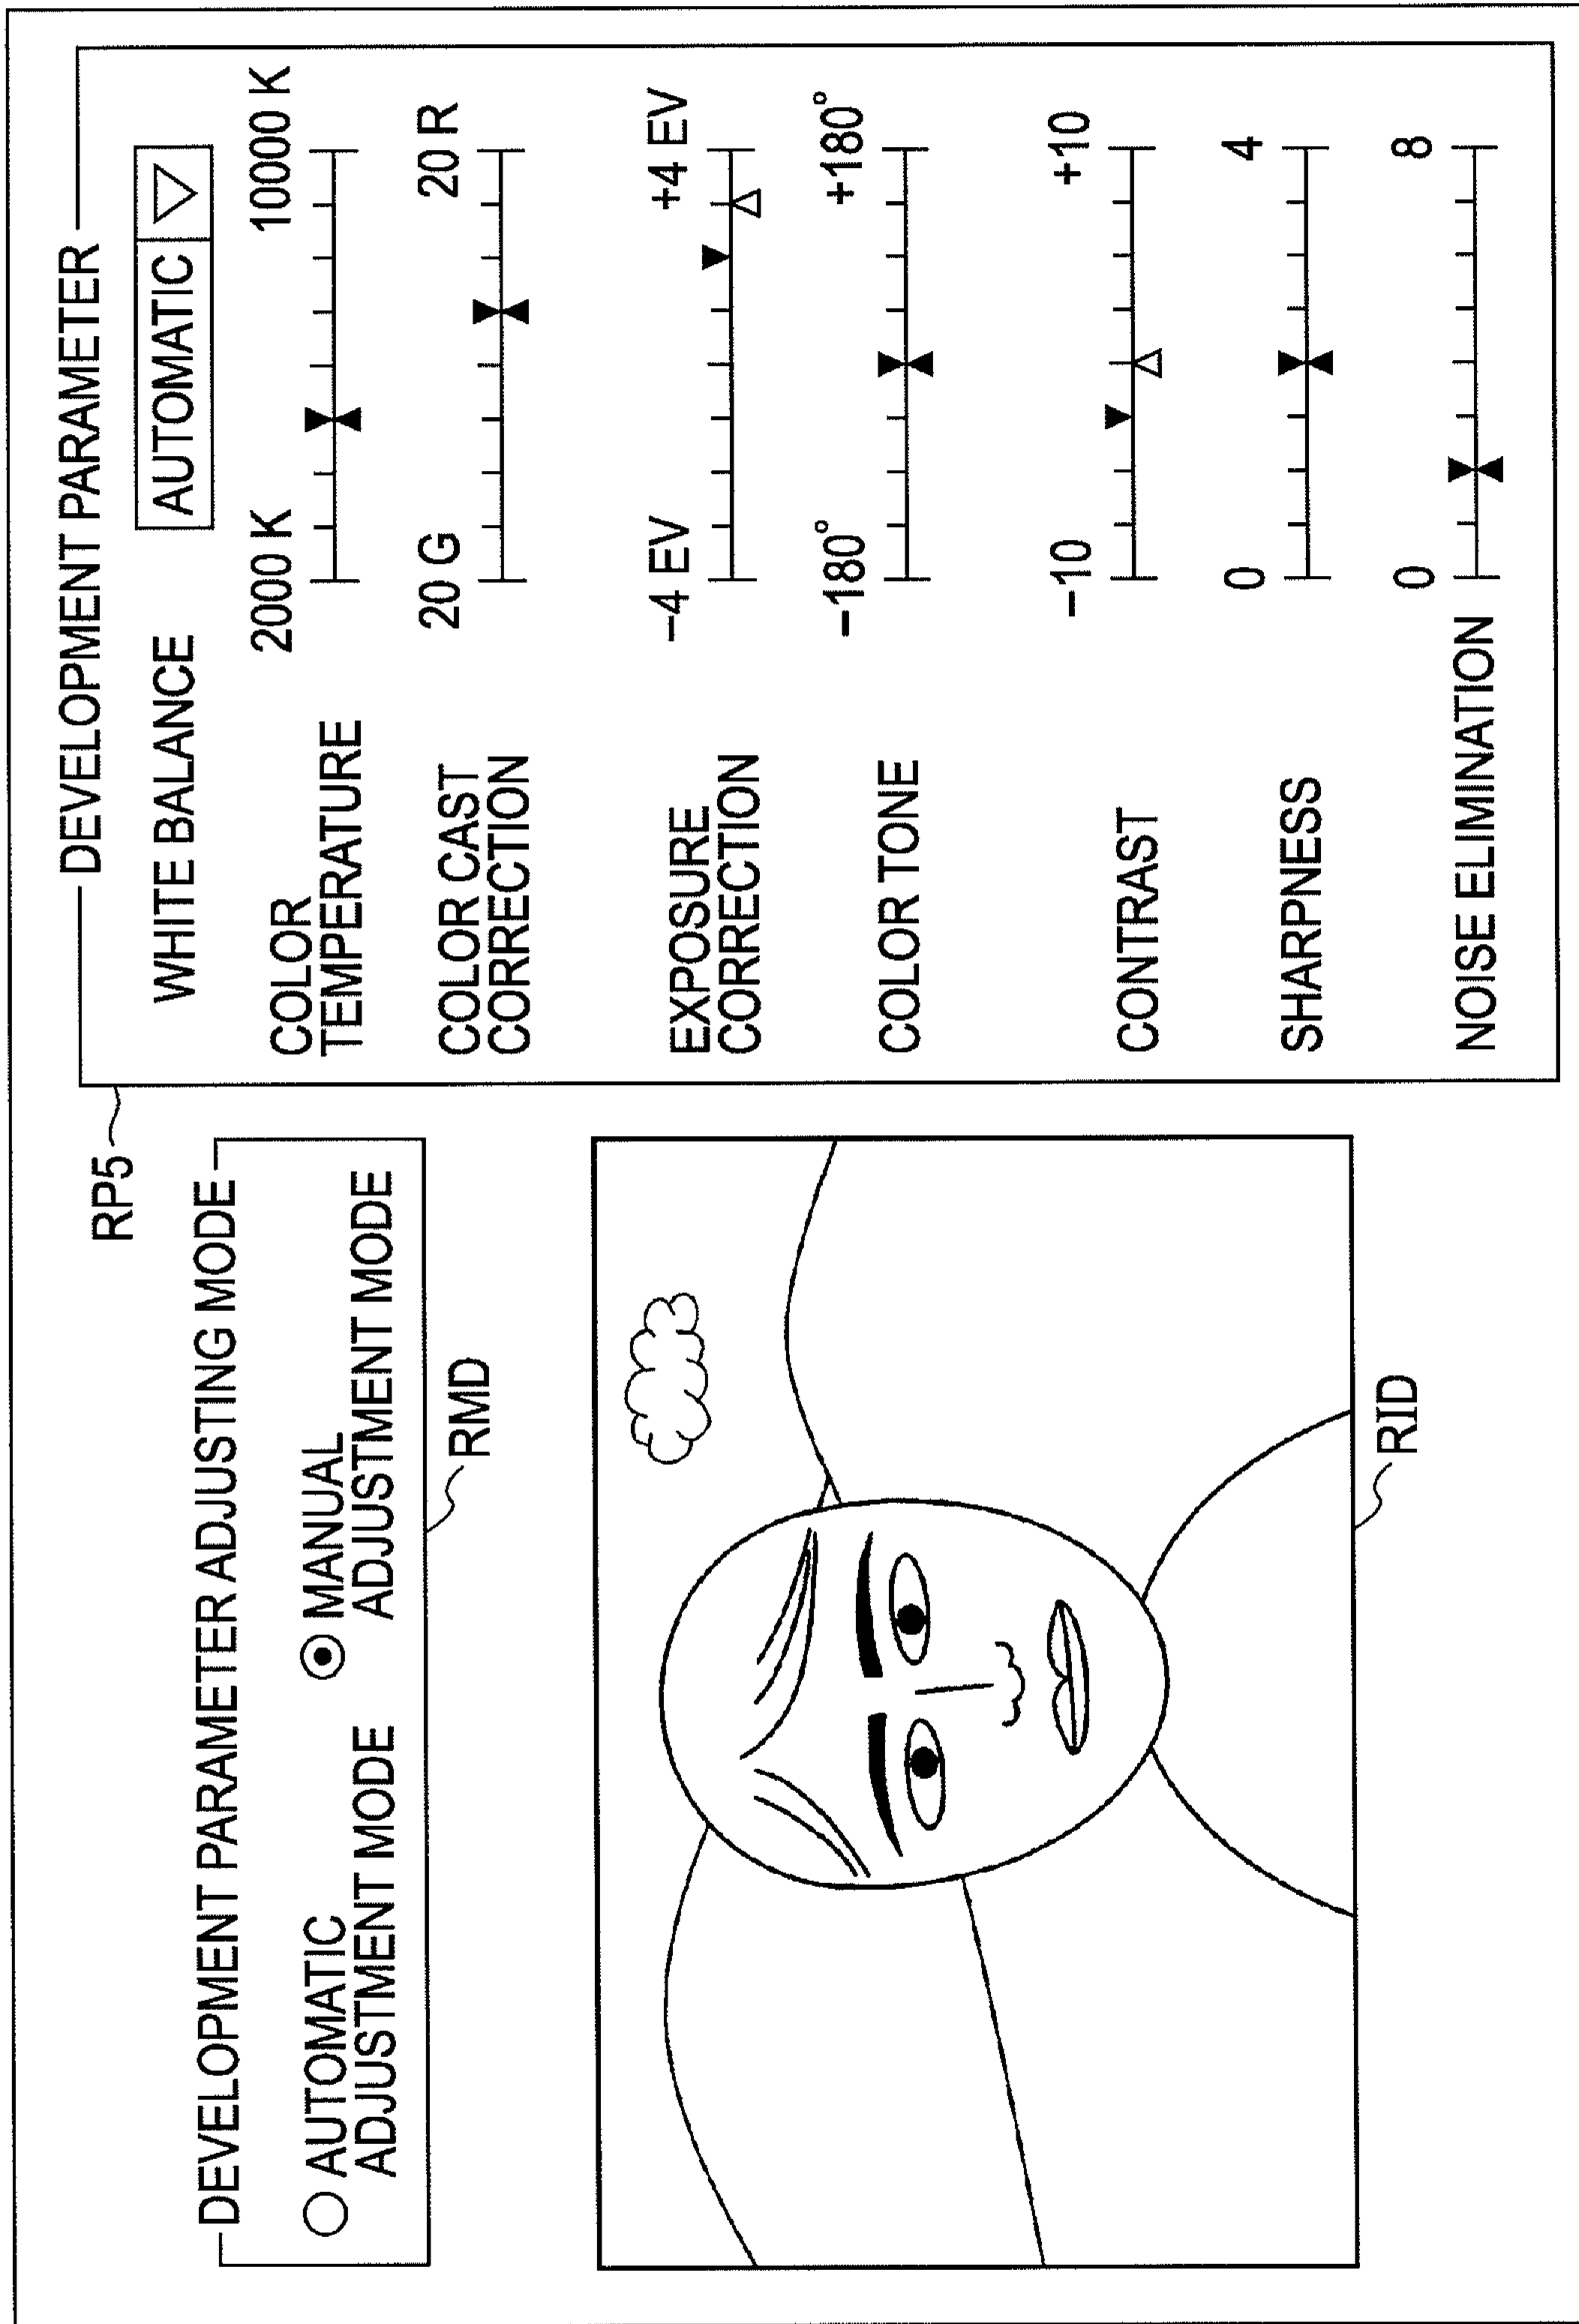 DEVELOPMENT PARAMETER ADJUSTING MODE
AUTOMATIC
ADJUSTMENT MODE
MANUAL
ADJUSTMENT MODE
RMD
RID
RP5
DEVELOPMENT PARAMETER
WHITE BALANCE
AUTOMATIC
COLOR
TEMPERATURE
2000 K
10000 K
COLOR CAST
CORRECTION
20 G
20 R
EXPOSURE
CORRECTION
–4 EV
+4 EV
COLOR TONE
–180°
+180°
CONTRAST
–10
+10
SHARPNESS
0
4
NOISE ELIMINATION
0
8